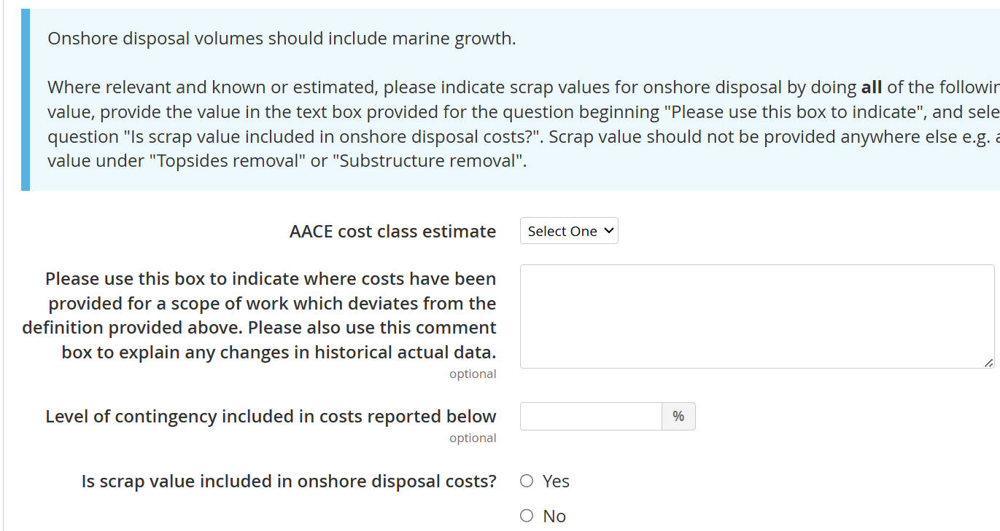 Onshore disposal volumes should include marine growth.
Where relevant and known or estimated, please indicate scrap values for onshore disposal by doing all of the
value, provide the value in the text box provided for the question beginning "Please use this box to indicate", and
question "Is scrap value included in onshore disposal costs?". Scrap value should not be provided anywhere else e.g.
value under "Topsides removal" or "Substructure removal".
AACE cost class estimate
Select One
Please use this box to indicate where costs have been
provided for a scope of work which deviates from the
definition provided above. Please also use this comment
box to explain any changes in historical actual data.
optional
Level of contingency included in costs reported below
%
optional
Is scrap value included in onshore disposal costs?
Yes
No